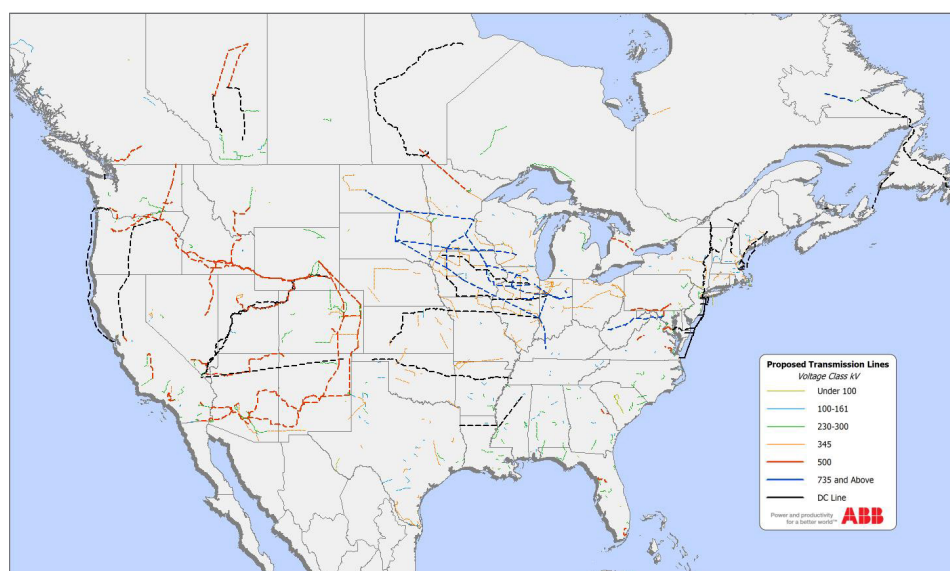 Proposed Transmission Lines
Voltage Class kV
Under 100
100-161
230-300
345
500
735 and Above
DC Line
Power and productivity
for a better world™
ABB